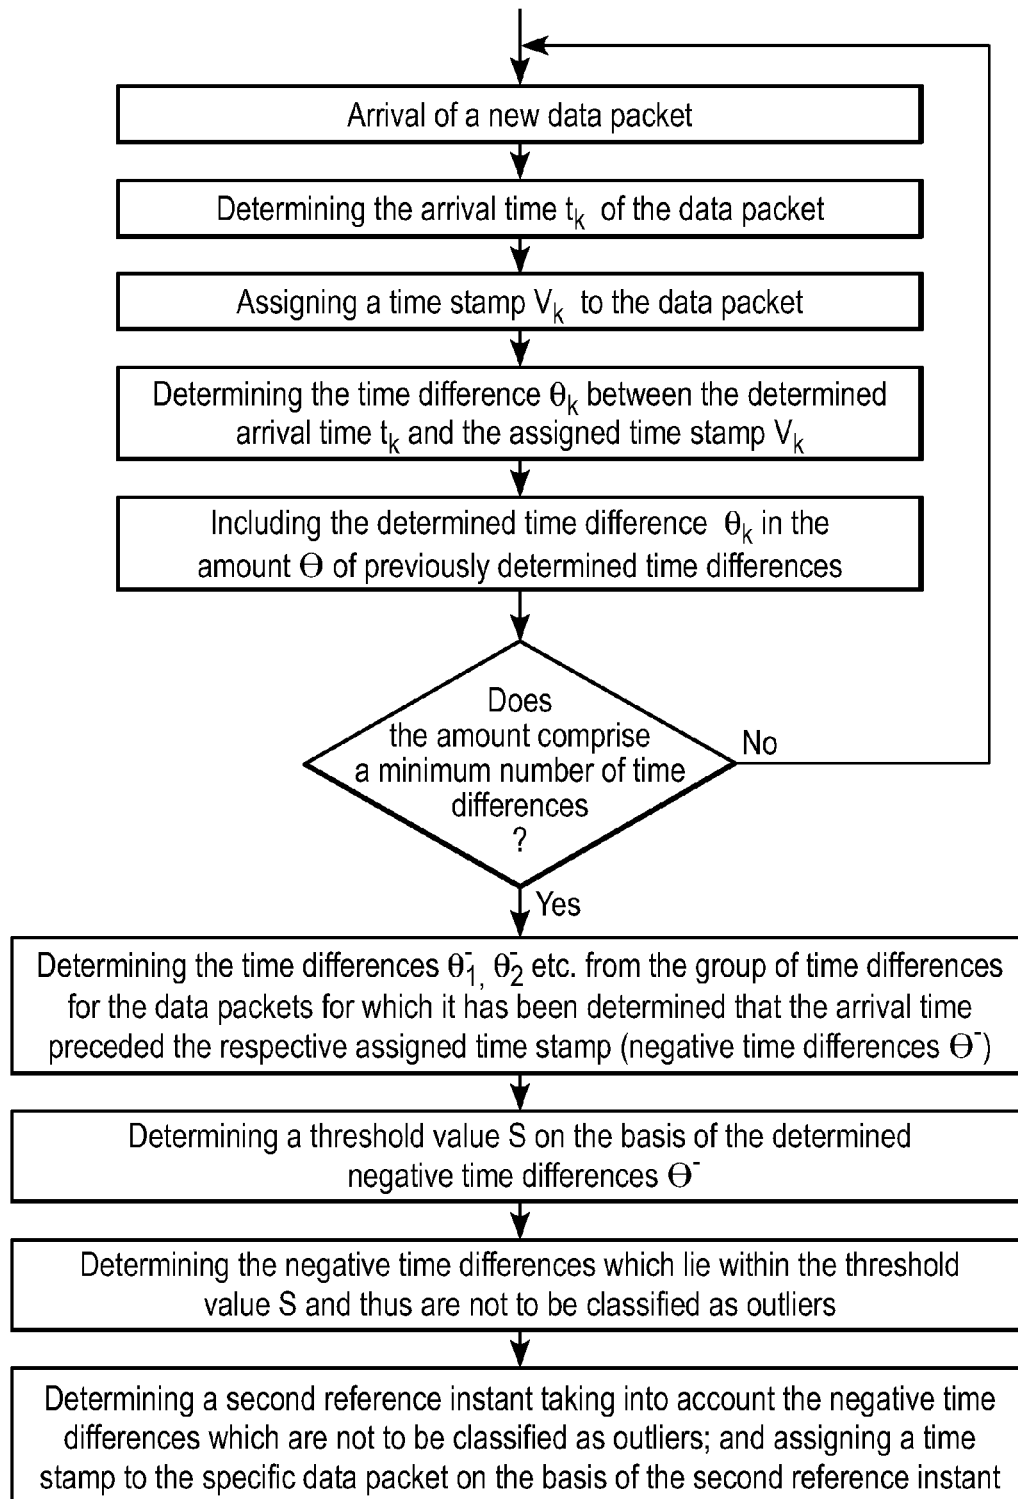 Arrival of a new data packet
Determining the arrival time tₖ of the data packet
Assigning a time stamp Vₖ to the data packet
Determining the time difference θₖ between the determined
arrival time tₖ and the assigned time stamp Vₖ
Including the determined time difference θₖ in the
amount Θ of previously determined time differences
Does
the amount comprise
a minimum number of time
differences
?
No
Yes
Determining the time differences θ₁⁻, θ₂⁻ etc. from the group of time differences
for the data packets for which it has been determined that the arrival time
preceded the respective assigned time stamp (negative time differences Θ⁻)
Determining a threshold value S on the basis of the determined
negative time differences Θ⁻
Determining the negative time differences which lie within the threshold
value S and thus are not to be classified as outliers
Determining a second reference instant taking into account the negative time
differences which are not to be classified as outliers; and assigning a time
stamp to the specific data packet on the basis of the second reference instant